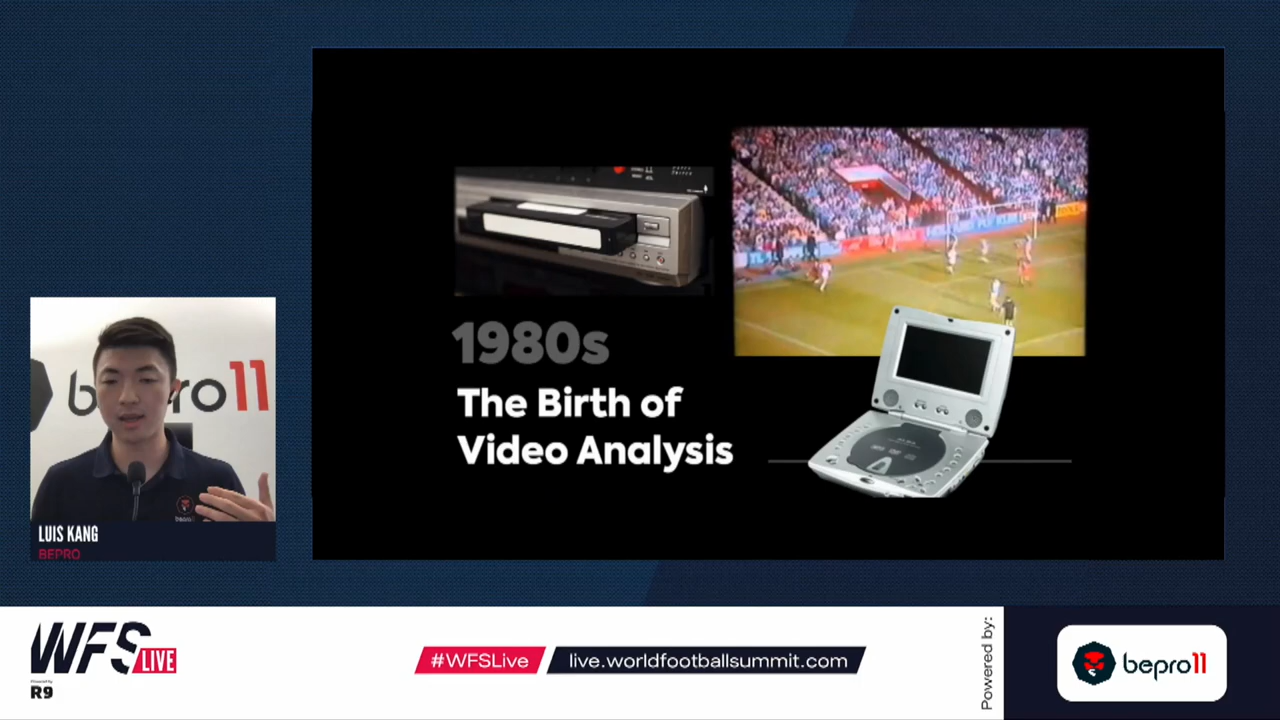 1980s
The Birth of
Video Analysis
bepro11
LUIS KANG
BEPRO
WFS LIVE
R9
#WFSLive
live.worldfootballsummit.com
Powered by:
bepro11